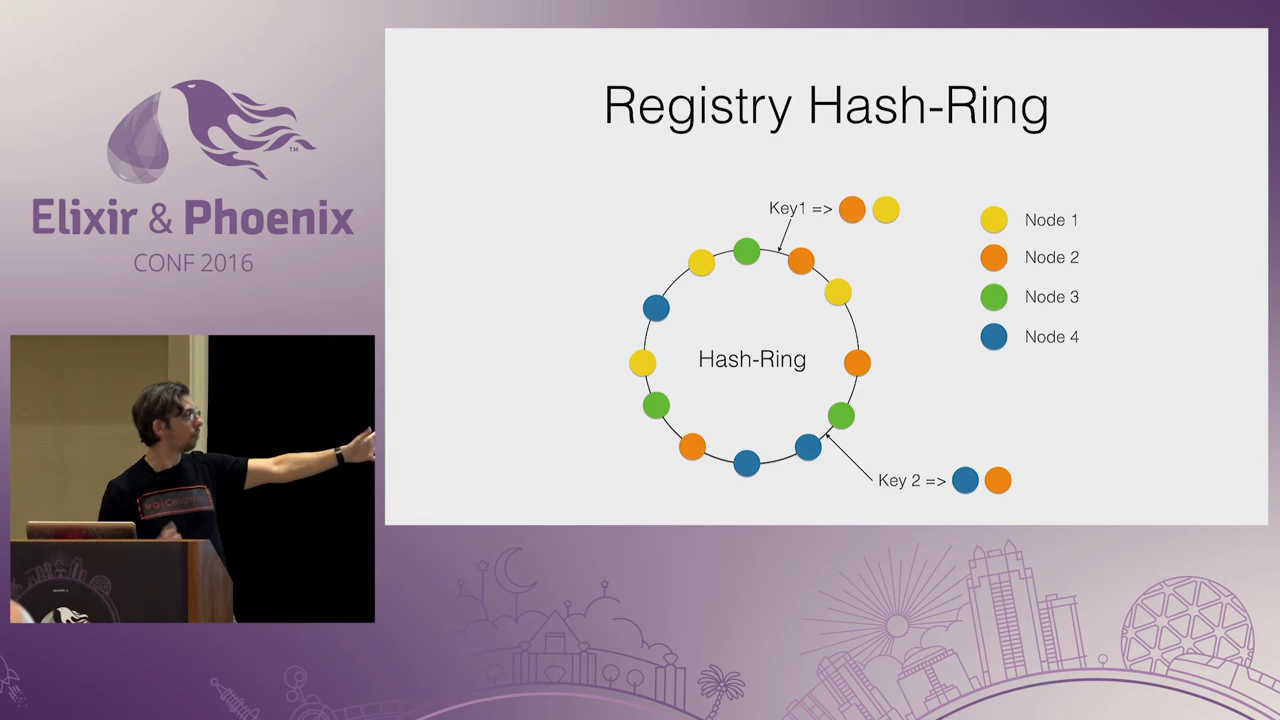 Elixir & Phoenix
CONF 2016
TM
Registry Hash-Ring
Key1 =>
Node 1
Node 2
Node 3
Node 4
Hash-Ring
Key 2 =>